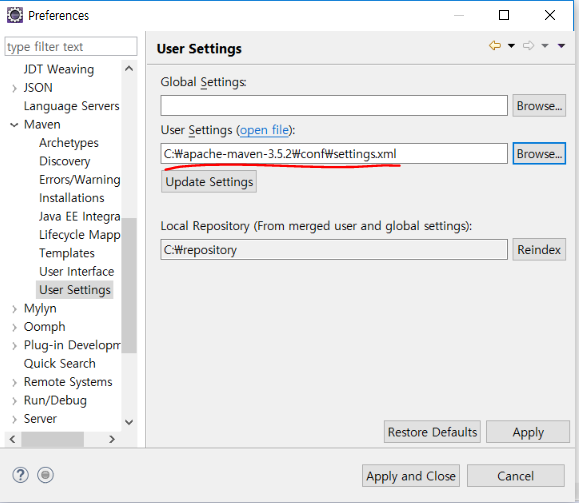 Preferences
type filter text
JDT Weaving
JSON
Language Servers
Maven
Archetypes
Discovery
Errors/Warning
Installations
Java EE Integra
Lifecycle Mapp
Templates
User Interface
User Settings
Mylyn
Oomph
Plug-in Developm
Quick Search
Remote Systems
Run/Debug
Server
User Settings
Global Settings:
Browse...
User Settings (open file):
C:₩apache-maven-3.5.2₩conf₩settings.xml
Browse...
Update Settings
Local Repository (From merged user and global settings):
C:₩repository
Reindex
Restore Defaults
Apply
Apply and Close
Cancel